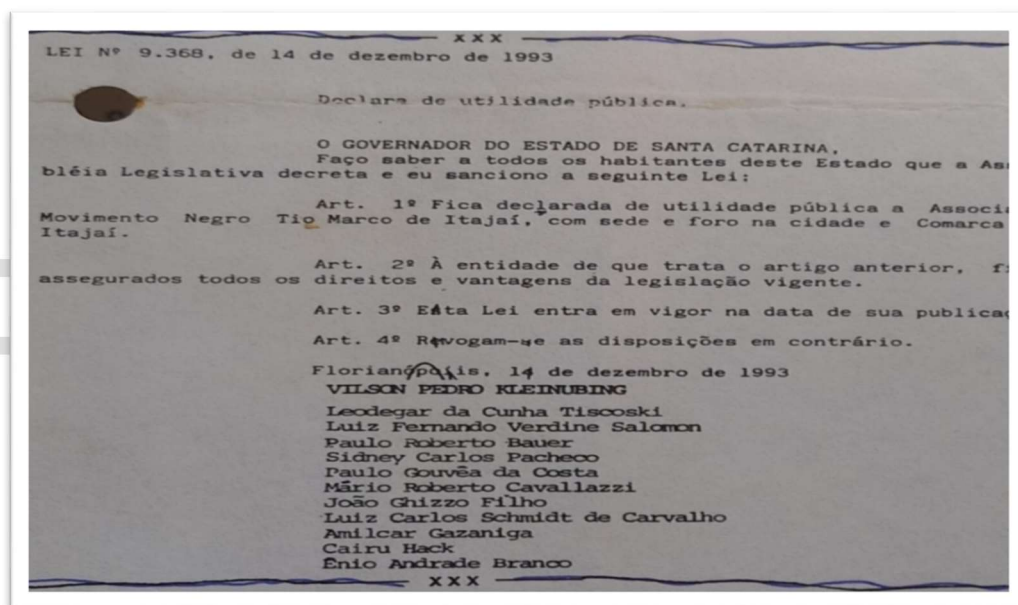 XXX
LEI Nº 9.368, de 14 de dezembro de 1993
Declara de utilidade pública.
O GOVERNADOR DO ESTADO DE SANTA CATARINA,
Faço saber a todos os habitantes deste Estado que a As
bléia Legislativa decreta e eu sanciono a seguinte Lei:
Art. 1º Fica declarada de utilidade pública a Associ
Movimento Negro Tio Marco de Itajaí, com sede e foro na cidade e Comarca
Itajaí.
Art. 2º À entidade de que trata o artigo anterior, f
assegurados todos os direitos e vantagens da legislação vigente.
Art. 3º Esta Lei entra em vigor na data de sua publica
Art. 4º Revogam-se as disposições em contrário.
Florianópolis, 14 de dezembro de 1993
VILSON PEDRO KLEINUBING
Leodegar da Cunha Tiscoski
Luiz Fernando Verdine Salomon
Paulo Roberto Bauer
Sidney Carlos Pacheco
Paulo Gouvêa da Costa
Mário Roberto Cavallazzi
João Ghizzo Filho
Luiz Carlos Schmidt de Carvalho
Amilcar Gazaniga
Cairu Hack
Ênio Andrade Branco
XXX